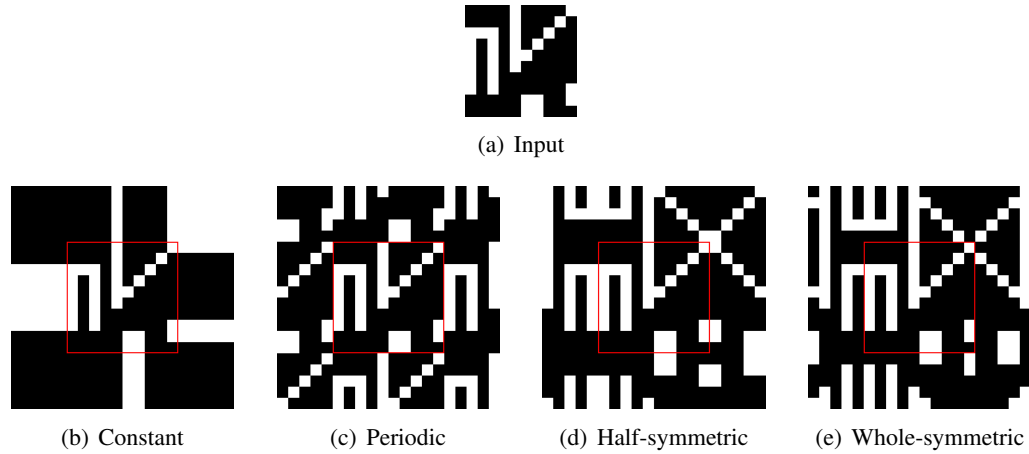 (a) Input
(b) Constant
(c) Periodic
(d) Half-symmetric
(e) Whole-symmetric